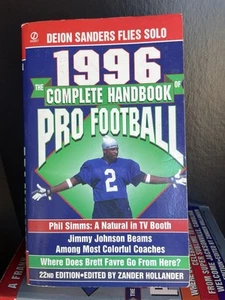 DEION SANDERS FLIES SOLO
1996
THE COMPLETE HANDBOOK OF
PRO FOOTBALL
2
Phil Simms: A Natural in TV Booth
Jimmy Johnson Beams
Among Most Colorful Coaches
Where Does Brett Favre Go From Here?
22ND EDITION • EDITED BY ZANDER HOLLANDER